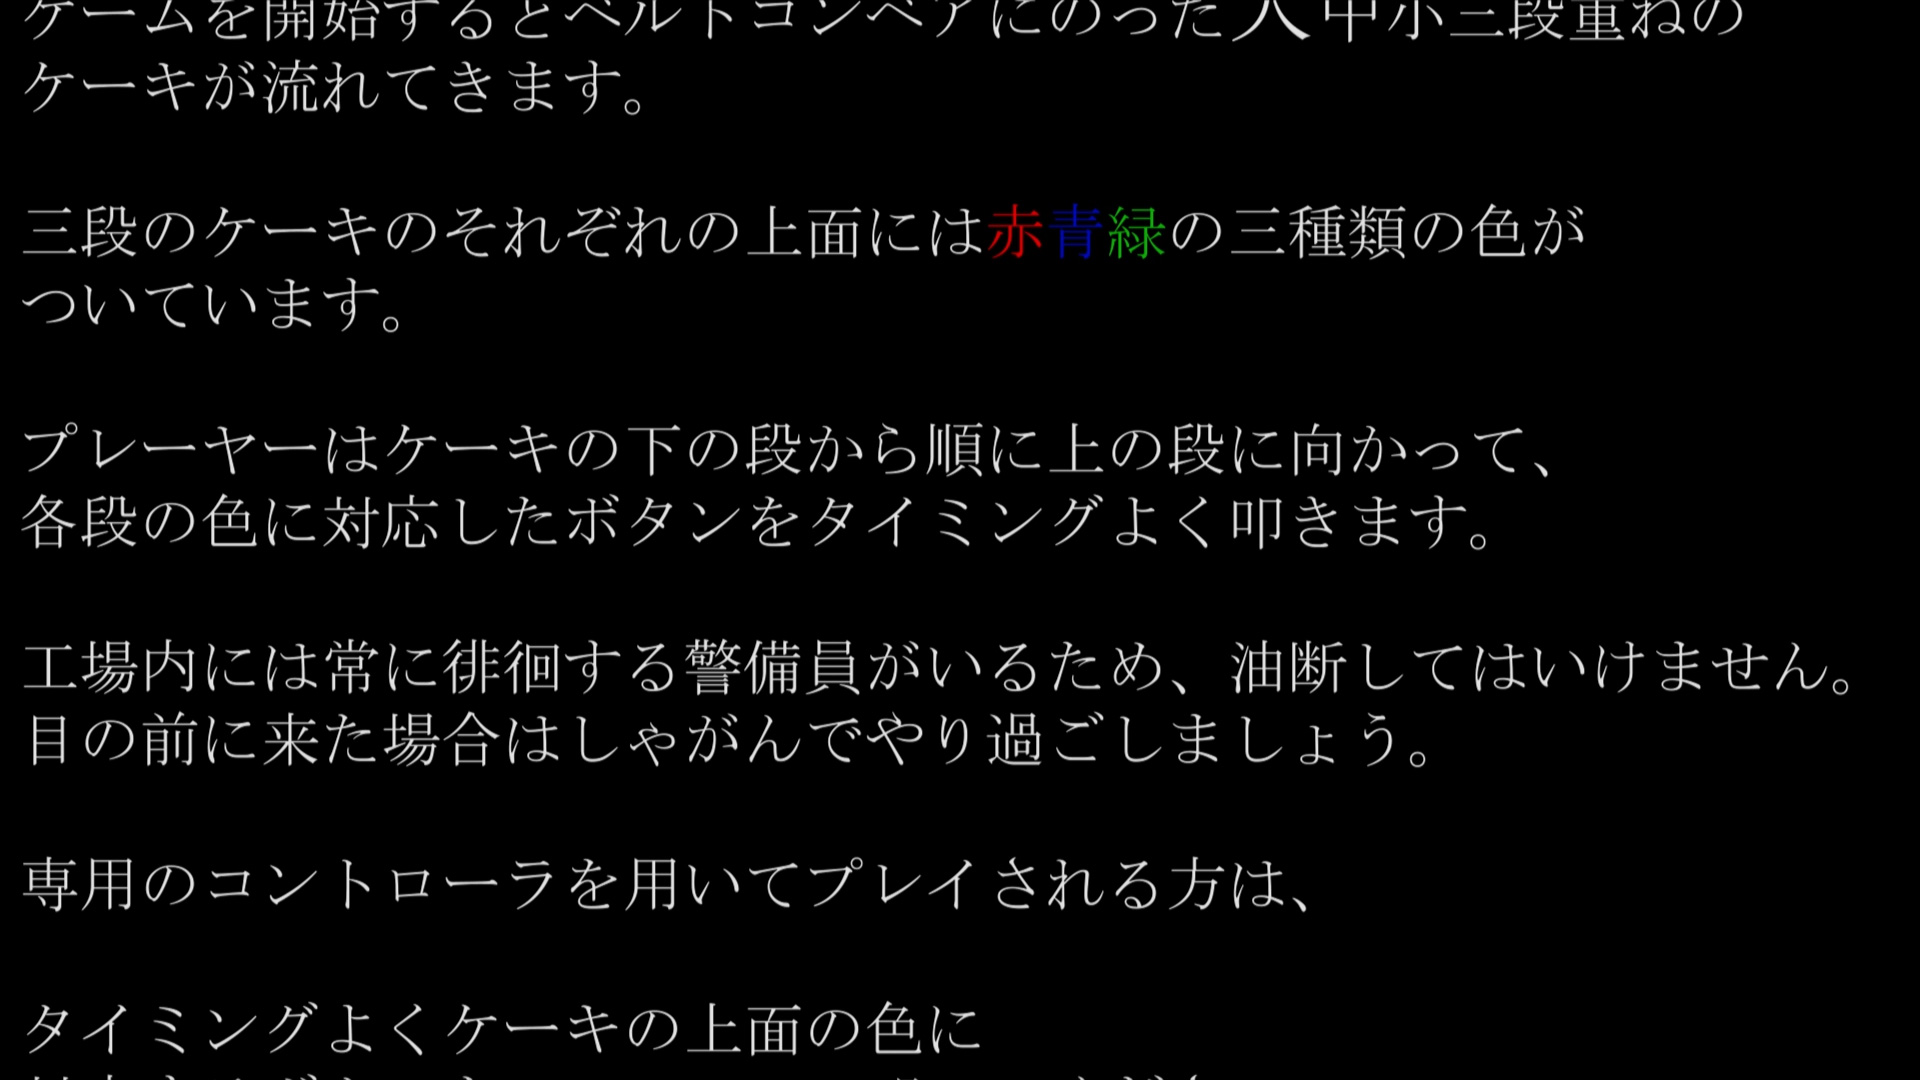 ゲームを開始するとベルトコンベアにのった大中小三段重ねの
ケーキが流れてきます。
三段のケーキのそれぞれの上面には赤青緑の三種類の色が
ついています。
プレーヤーはケーキの下の段から順に上の段に向かって、
各段の色に対応したボタンをタイミングよく叩きます。
工場内には常に徘徊する警備員がいるため、油断してはいけません。
目の前に来た場合はしゃがんでやり過ごしましょう。
専用のコントローラを用いてプレイされる方は、
タイミングよくケーキの上面の色に